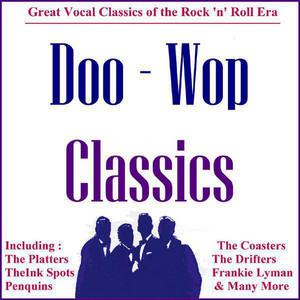 Great Vocal Classics of the Rock 'n' Roll Era
Doo - Wop
Classics
Including :
The Platters
TheInk Spots
Penquins
The Coasters
The Drifters
Frankie Lyman
& Many More